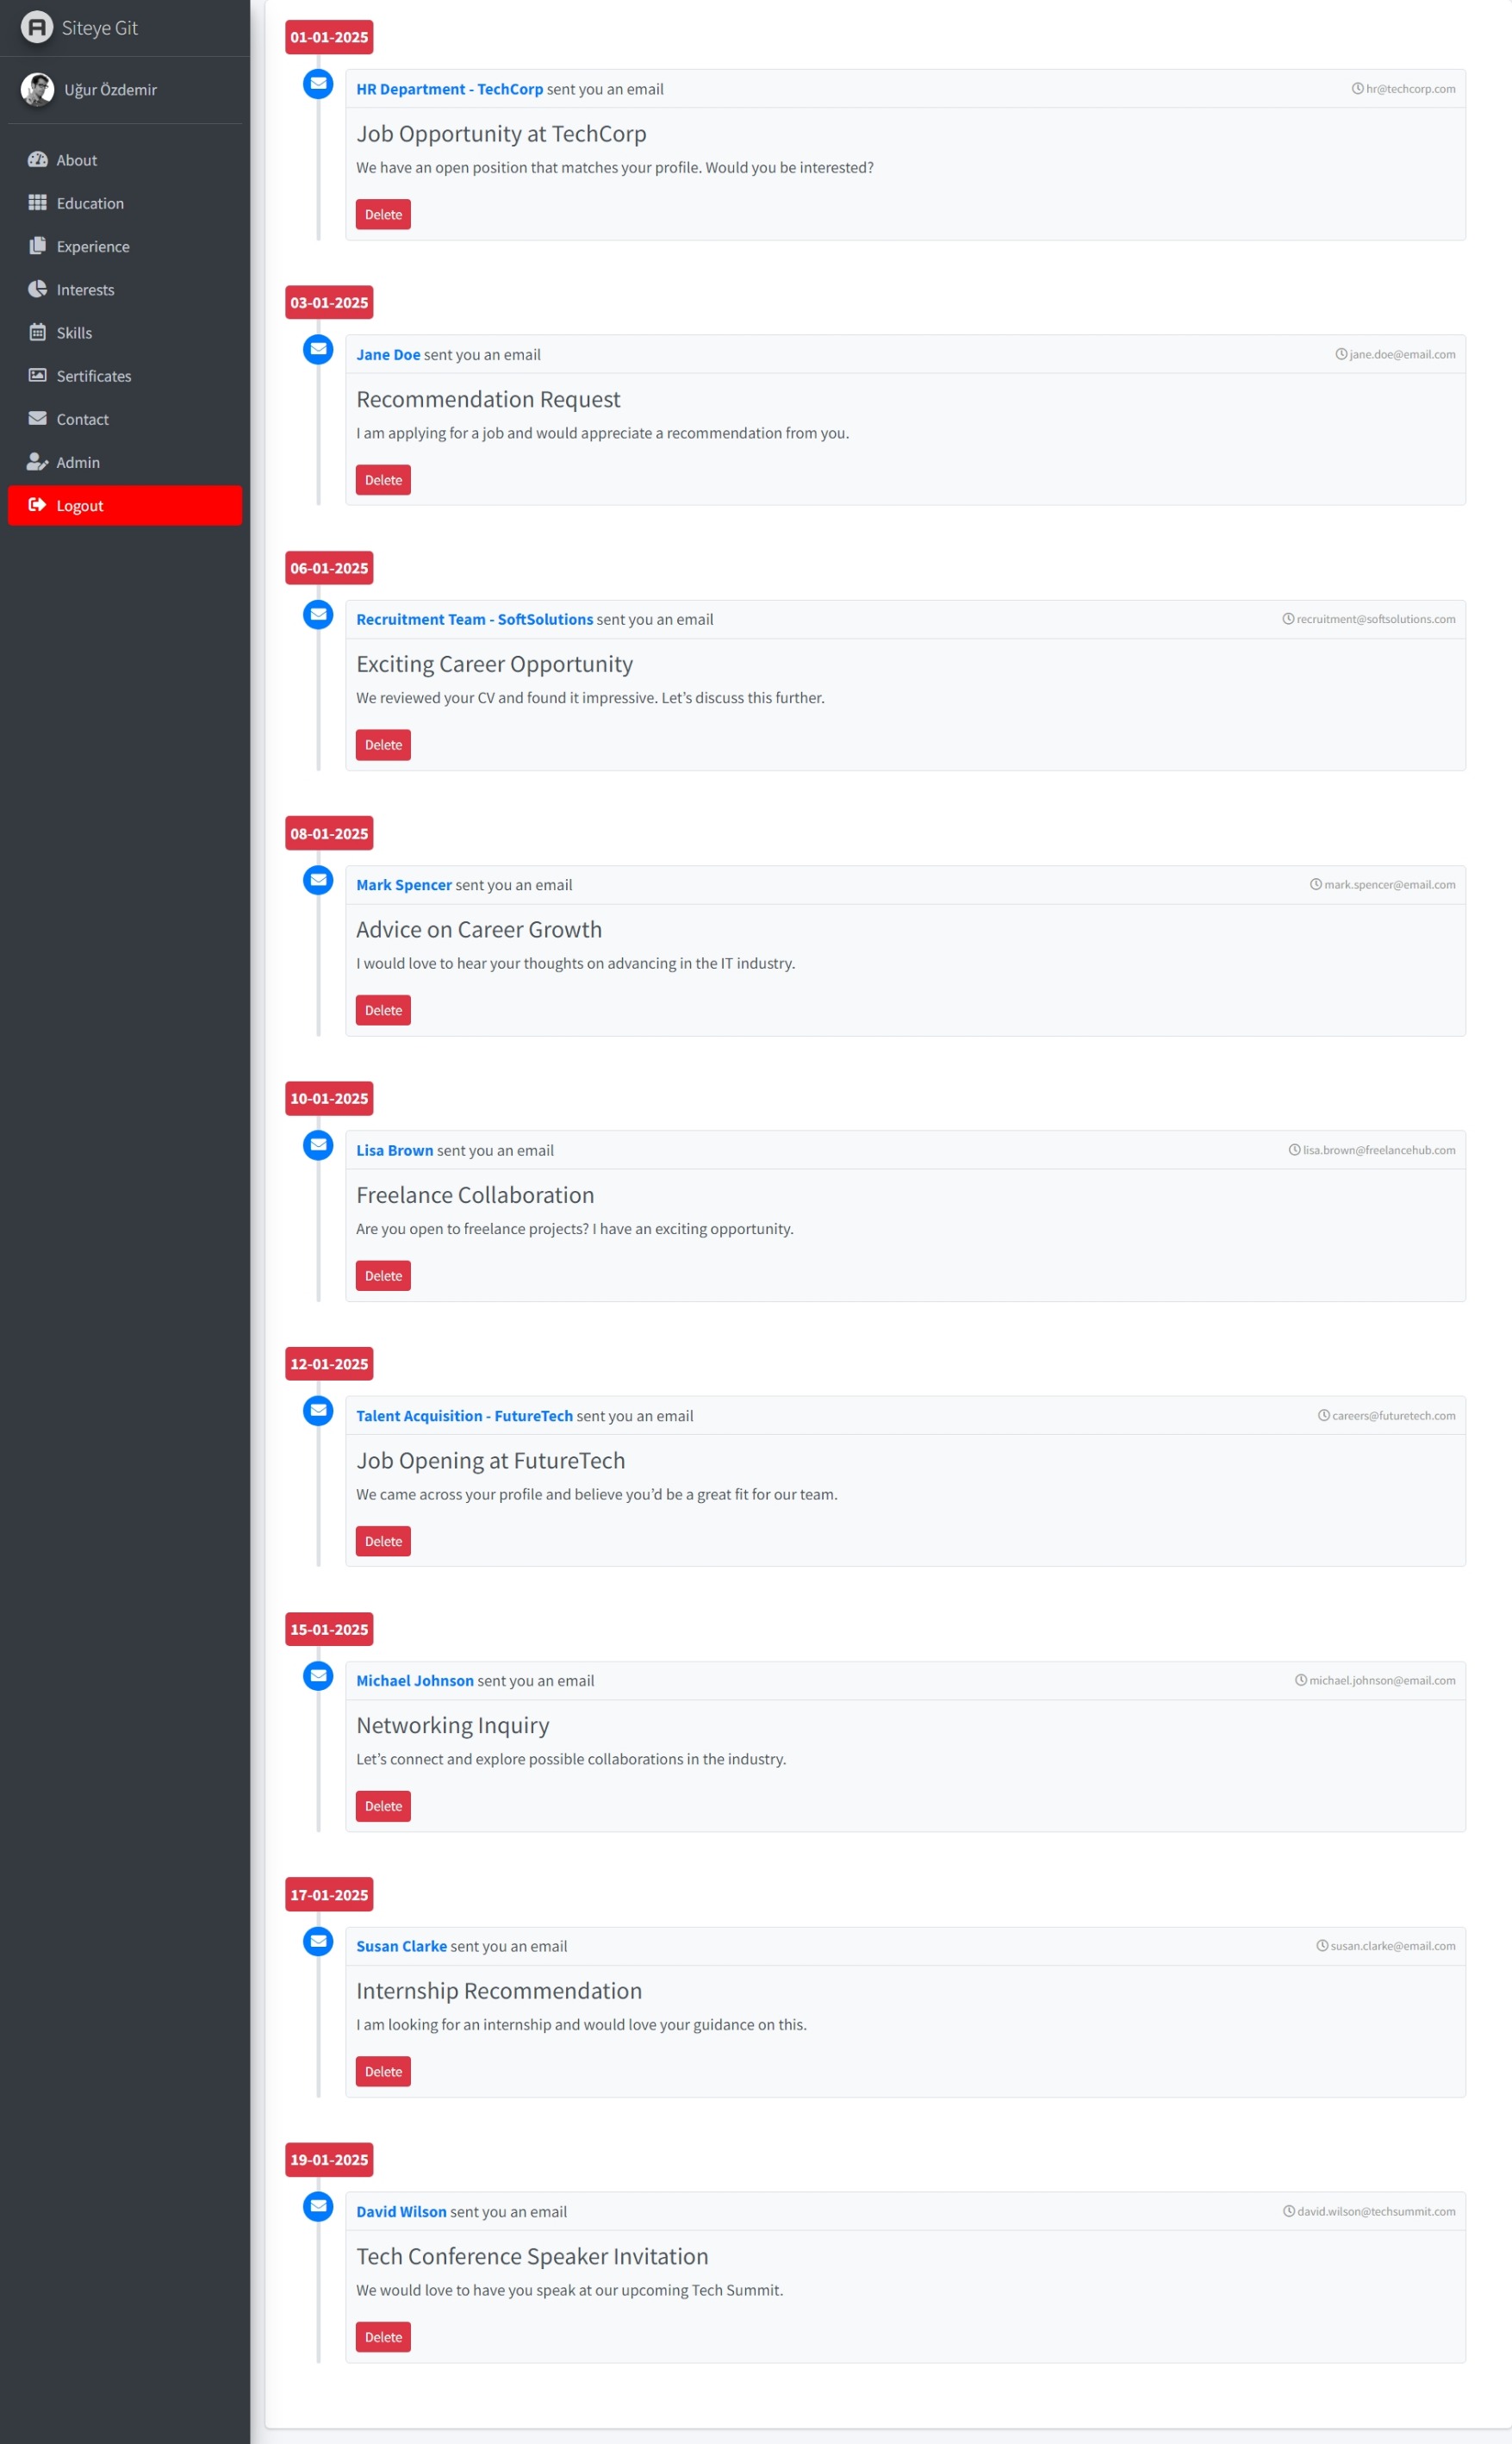 Siteye Git
Uğur Özdemir
About
Education
Experience
Interests
Skills
Sertificates
Contact
Admin
Logout
01-01-2025
HR Department - TechCorp sent you an email
hr@techcorp.com
Job Opportunity at TechCorp
We have an open position that matches your profile. Would you be interested?
Delete
03-01-2025
Jane Doe sent you an email
jane.doe@email.com
Recommendation Request
I am applying for a job and would appreciate a recommendation from you.
Delete
06-01-2025
Recruitment Team - SoftSolutions sent you an email
recruitment@softsolutions.com
Exciting Career Opportunity
We reviewed your CV and found it impressive. Let’s discuss this further.
Delete
08-01-2025
Mark Spencer sent you an email
mark.spencer@email.com
Advice on Career Growth
I would love to hear your thoughts on advancing in the IT industry.
Delete
10-01-2025
Lisa Brown sent you an email
lisa.brown@freelancehub.com
Freelance Collaboration
Are you open to freelance projects? I have an exciting opportunity.
Delete
12-01-2025
Talent Acquisition - FutureTech sent you an email
careers@futuretech.com
Job Opening at FutureTech
We came across your profile and believe you’d be a great fit for our team.
Delete
15-01-2025
Michael Johnson sent you an email
michael.johnson@email.com
Networking Inquiry
Let’s connect and explore possible collaborations in the industry.
Delete
17-01-2025
Susan Clarke sent you an email
susan.clarke@email.com
Internship Recommendation
I am looking for an internship and would love your guidance on this.
Delete
19-01-2025
David Wilson sent you an email
david.wilson@techsummit.com
Tech Conference Speaker Invitation
We would love to have you speak at our upcoming Tech Summit.
Delete